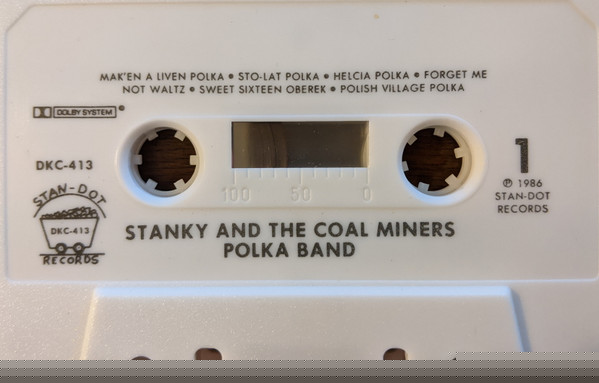 MAK'EN A LIVEN POLKA • STO-LAT POLKA • HELCIA POLKA • FORGET ME
NOT WALTZ • SWEET SIXTEEN OBEREK • POLISH VILLAGE POLKA
DOLBY SYSTEM
DKC-413
STAN-DOT
DKC-413
RECORDS
100 50 0
1
℗ 1986
STAN-DOT
RECORDS
STANKY AND THE COAL MINERS
POLKA BAND